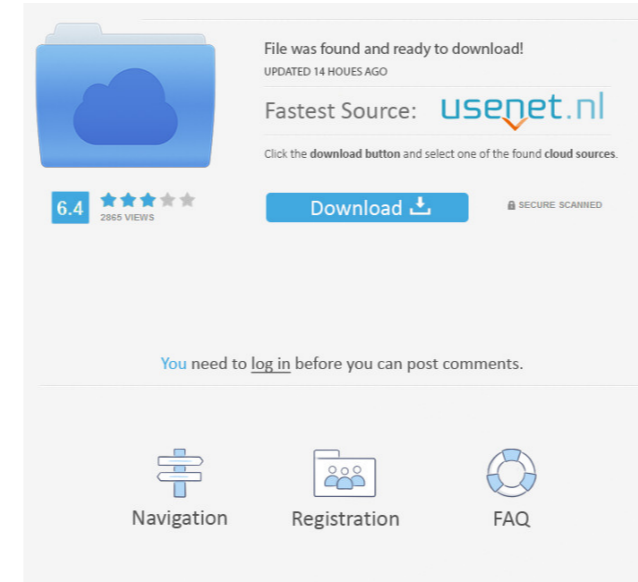 File was found and ready to download!
UPDATED 14 HOUES AGO
Fastest Source: usenet.nl
Click the download button and select one of the found cloud sources.
6.4
2865 VIEWS
Download
SECURE SCANNED
You need to log in before you can post comments.
Navigation
Registration
FAQ